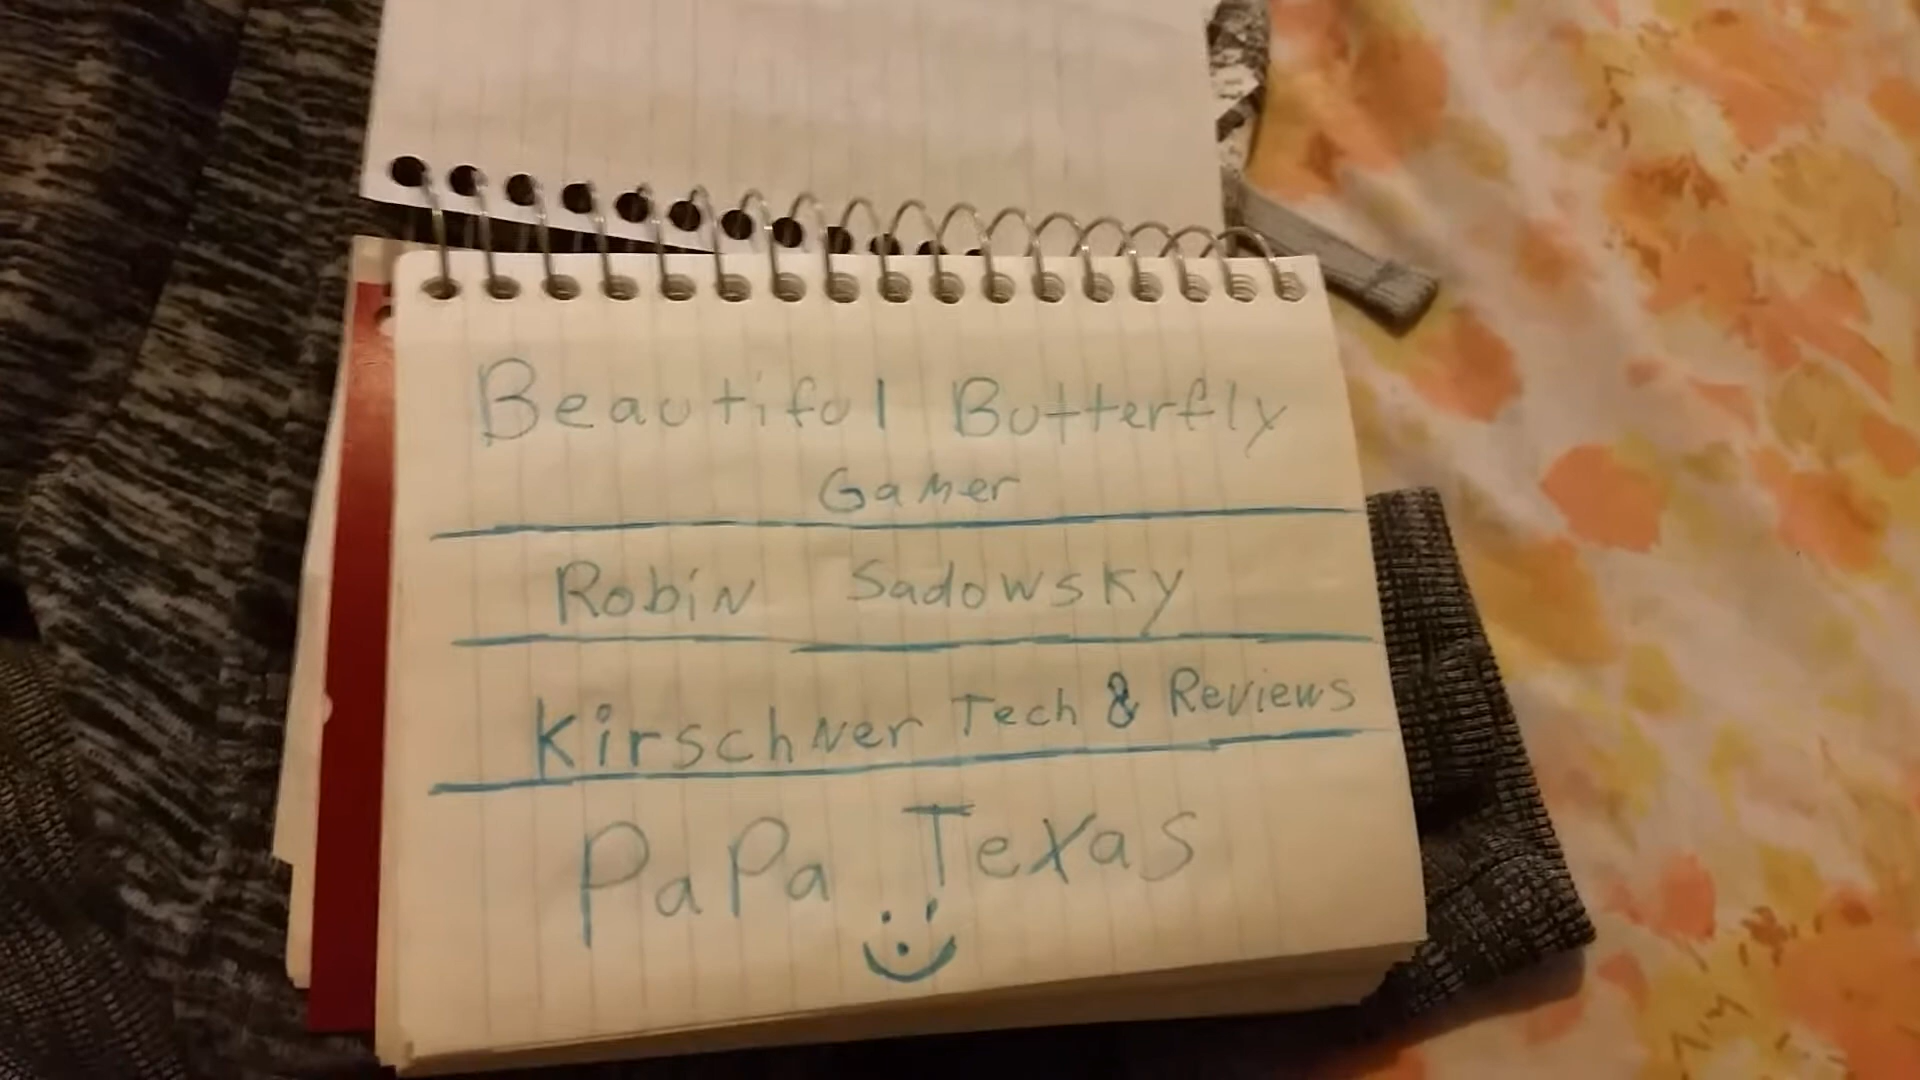 Beautiful Butterfly
Gamer
Robin Sadowsky
Kirschner Tech & Reviews
PaPa Texas